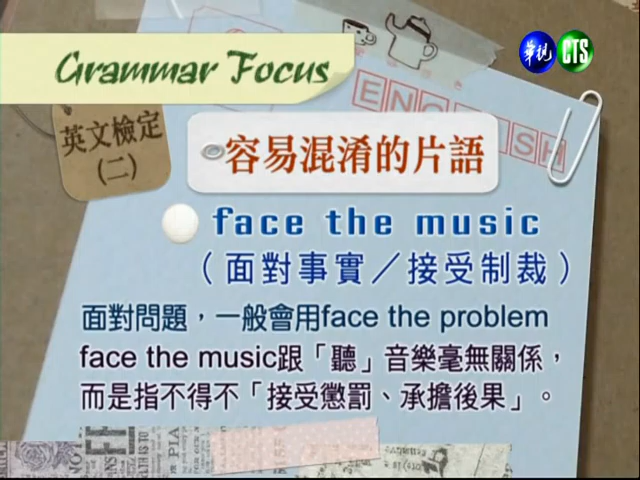 Grammar Focus
華視 CTS
ENGLISH
英文檢定
(二)
容易混淆的片語
face the music
（面對事實／接受制裁）
面對問題，一般會用face the problem
face the music跟「聽」音樂毫無關係，
而是指不得不「接受懲罰、承擔後果」。